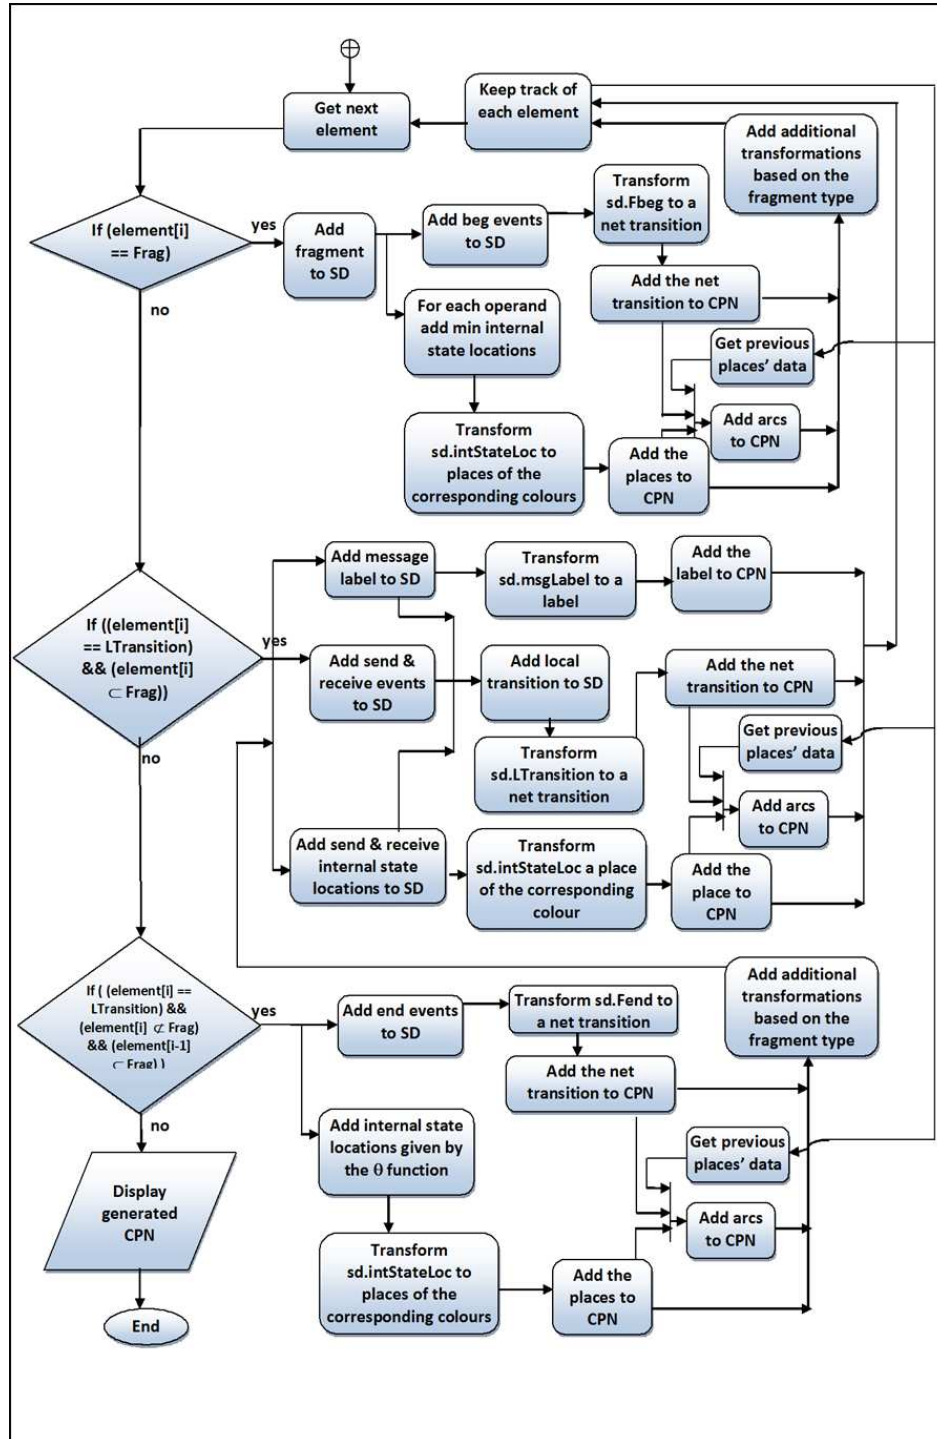 Keep track of
each element
Get next
element
Add additional
transformations
based on the
fragment type
Transform
sd.Fbeg to a
net transition
Add beg events
to SD
If (element[i]
== Frag)
yes
Add
fragment
to SD
no
Add the net
transition to CPN
For each operand
add min internal
state locations
Get previous
places' data
Add arcs
to CPN
Transform
sd.intStateLoc to
places of the
corresponding colours
Add the
places to
CPN
Add message
label to SD
Transform
sd.msgLabel to a
label
Add the
label to CPN
If ((element[i]
== LTransition)
&& (element[i]
⊂ Frag))
yes
no
Add send &
receive events
to SD
Add local
transition to SD
Add the net
transition to CPN
Transform
sd.LTransition to a
net transition
Get previous
places' data
Add arcs
to CPN
Add send & receive
internal state
locations to SD
Transform
sd.intStateLoc a place
of the corresponding
colour
Add the
place to
CPN
If ( (element[i] ==
LTransition) &&
(element[i] ⊄ Frag)
&& (element[i-1]
⊂ Frag) )
yes
no
Add end events
to SD
Transform sd.Fend to
a net transition
Add additional
transformations
based on the
fragment type
Add the net
transition to CPN
Add internal state
locations given by
the θ function
Get previous
places' data
Add arcs
to CPN
Transform
sd.intStateLoc to
places of the
corresponding colours
Add the
places to
CPN
Display
generated
CPN
End